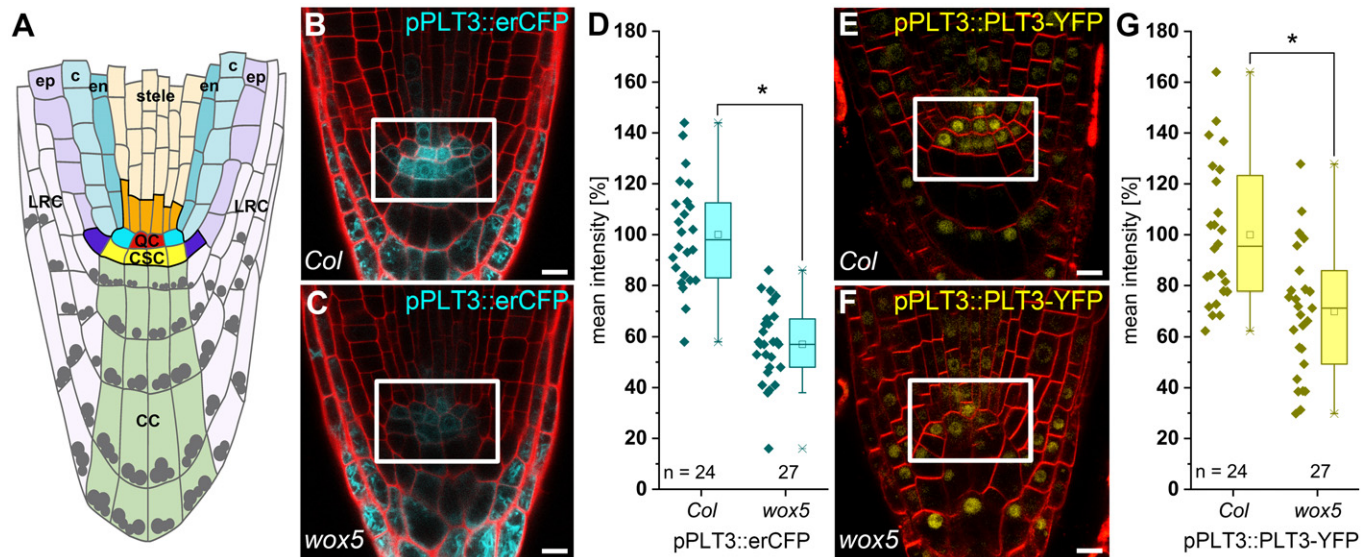 A
ep
c
en
stele
en
c
ep
LRC
LRC
QC
CSC
CC
B
pPLT3::erCFP
Col
C
pPLT3::erCFP
wox5
D
180
160
140
120
100
80
60
40
20
0
mean intensity [%]
*
n = 24
27
Col
wox5
pPLT3::erCFP
E
pPLT3::PLT3-YFP
Col
F
pPLT3::PLT3-YFP
wox5
G
180
160
140
120
100
80
60
40
20
0
mean intensity [%]
*
n = 24
27
Col
wox5
pPLT3::PLT3-YFP